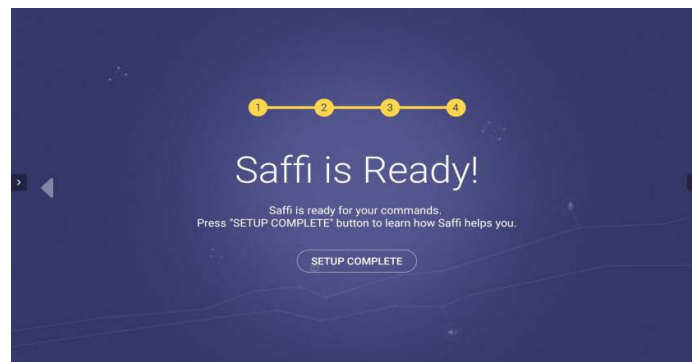 1 2 3 4
Saffi is Ready!
Saffi is ready for your commands.
Press "SETUP COMPLETE" button to learn how Saffi helps you.
SETUP COMPLETE